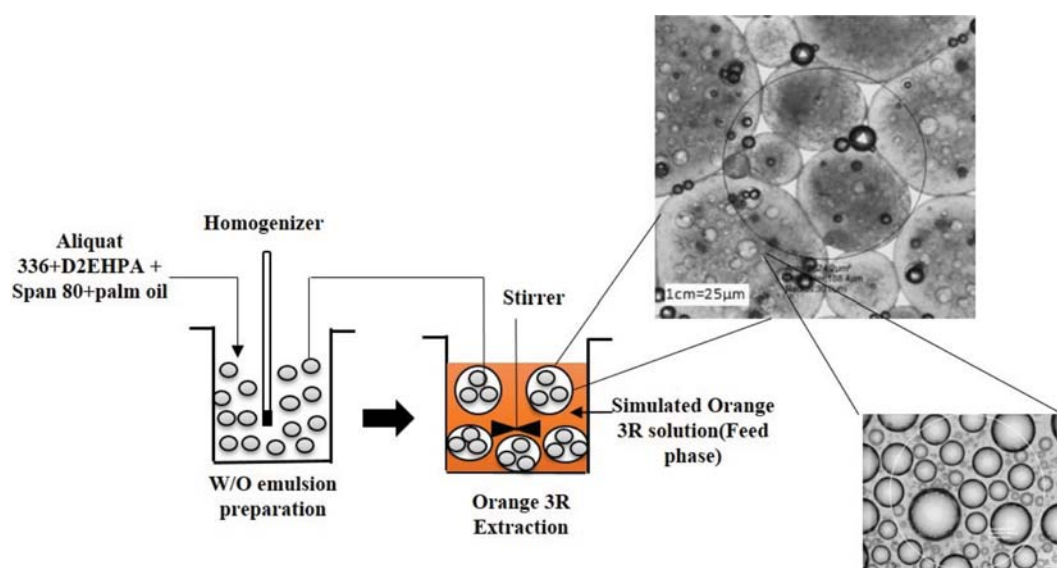 Aliquat
336+D2EHPA +
Span 80+palm oil
Homogenizer
W/O emulsion
preparation
Stirrer
Orange 3R
Extraction
Simulated Orange
3R solution(Feed
phase)
1cm=25µm